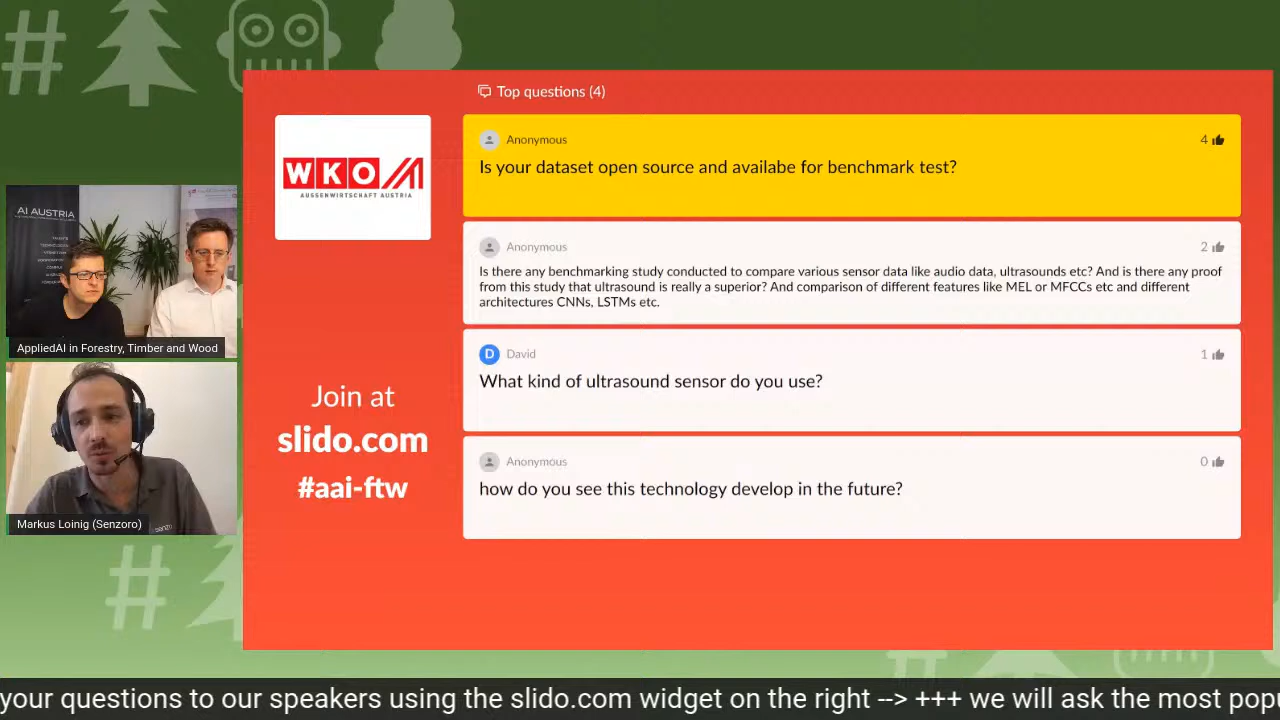 Top questions (4)
WKO
AUSSENWIRTSCHAFT AUSTRIA
Anonymous
4
Is your dataset open source and availabe for benchmark test?
Anonymous
2
Is there any benchmarking study conducted to compare various sensor data like audio data, ultrasounds etc? And is there any proof
from this study that ultrasound is really a superior? And comparison of different features like MEL or MFCCs etc and different
architectures CNNs, LSTMs etc.
D David
1
What kind of ultrasound sensor do you use?
Anonymous
0
how do you see this technology develop in the future?
Join at
slido.com
#aai-ftw
AI AUSTRIA
AppliedAI in Forestry, Timber and Wood
Markus Loinig (Senzoro)
your questions to our speakers using the slido.com widget on the right --> +++ we will ask the most popu